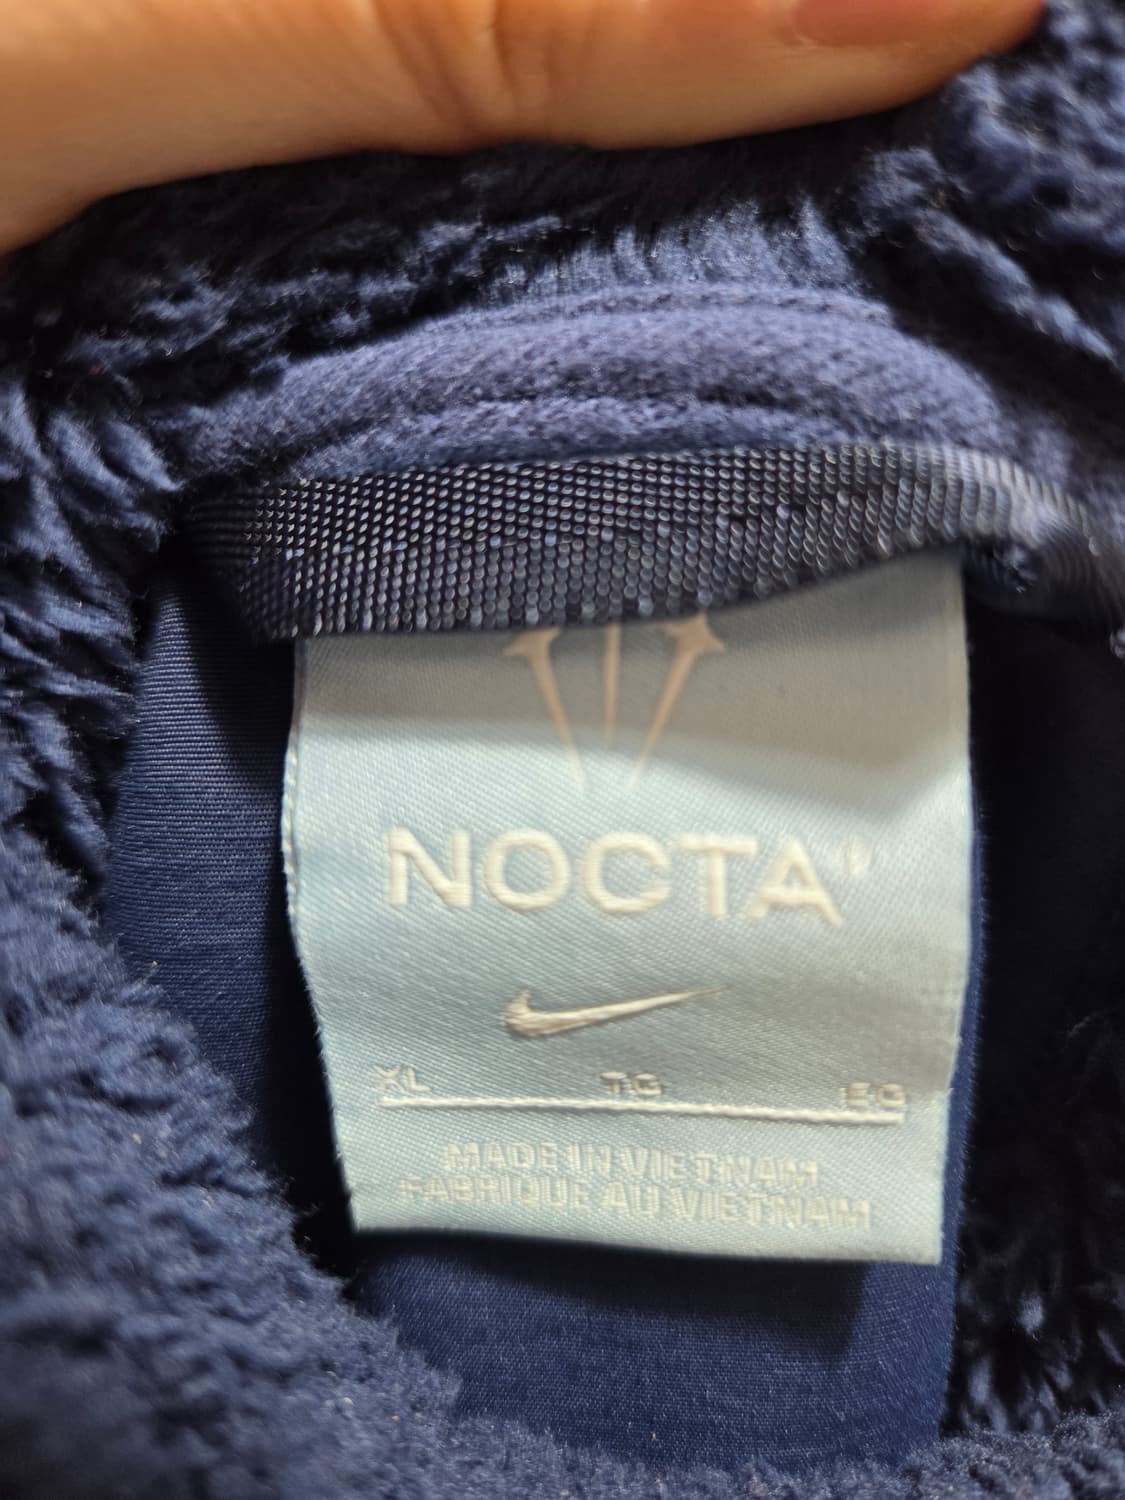 NOCTA'
XL TG EG
MADE IN VIETNAM
FABRIQUE AU VIETNAM